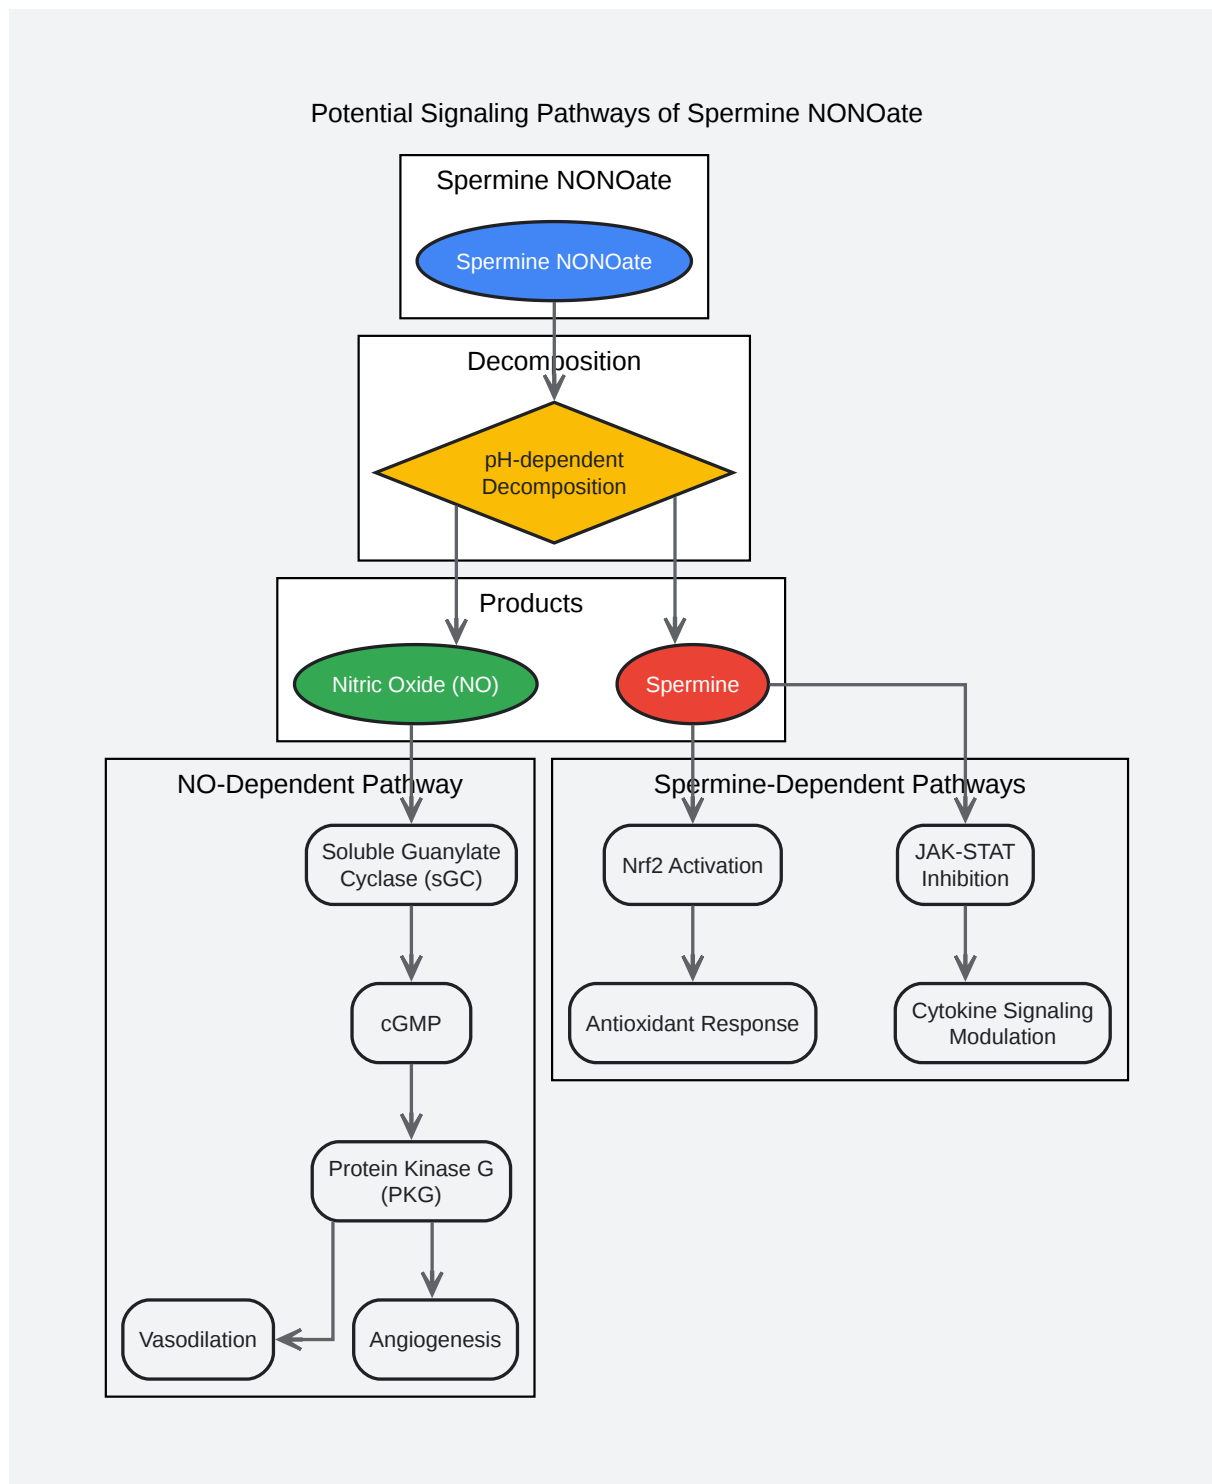 Potential Signaling Pathways of Spermine NONOate
Spermine NONOate
Spermine NONOate
Decomposition
pH-dependent
Decomposition
Products
Nitric Oxide (NO)
Spermine
NO-Dependent Pathway
Soluble Guanylate
Cyclase (sGC)
cGMP
Protein Kinase G
(PKG)
Vasodilation
Angiogenesis
Spermine-Dependent Pathways
Nrf2 Activation
JAK-STAT
Inhibition
Antioxidant Response
Cytokine Signaling
Modulation